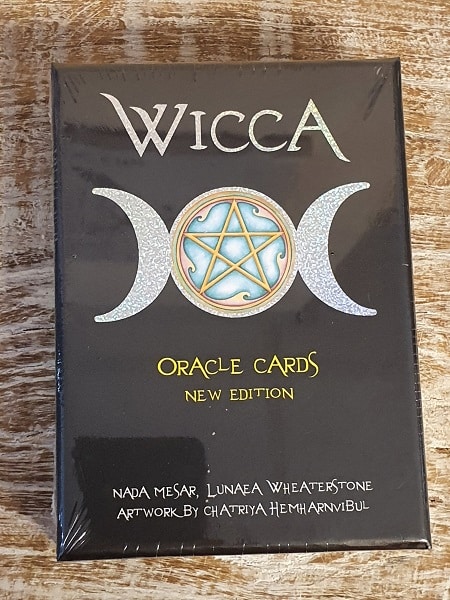 WICCA
ORACLE CARDS
NEW EDITION
NADA MESAR, LUNAEA WHEATERSTONE
ARTWORK BY CHATRIYA HEMHARNVIBUL